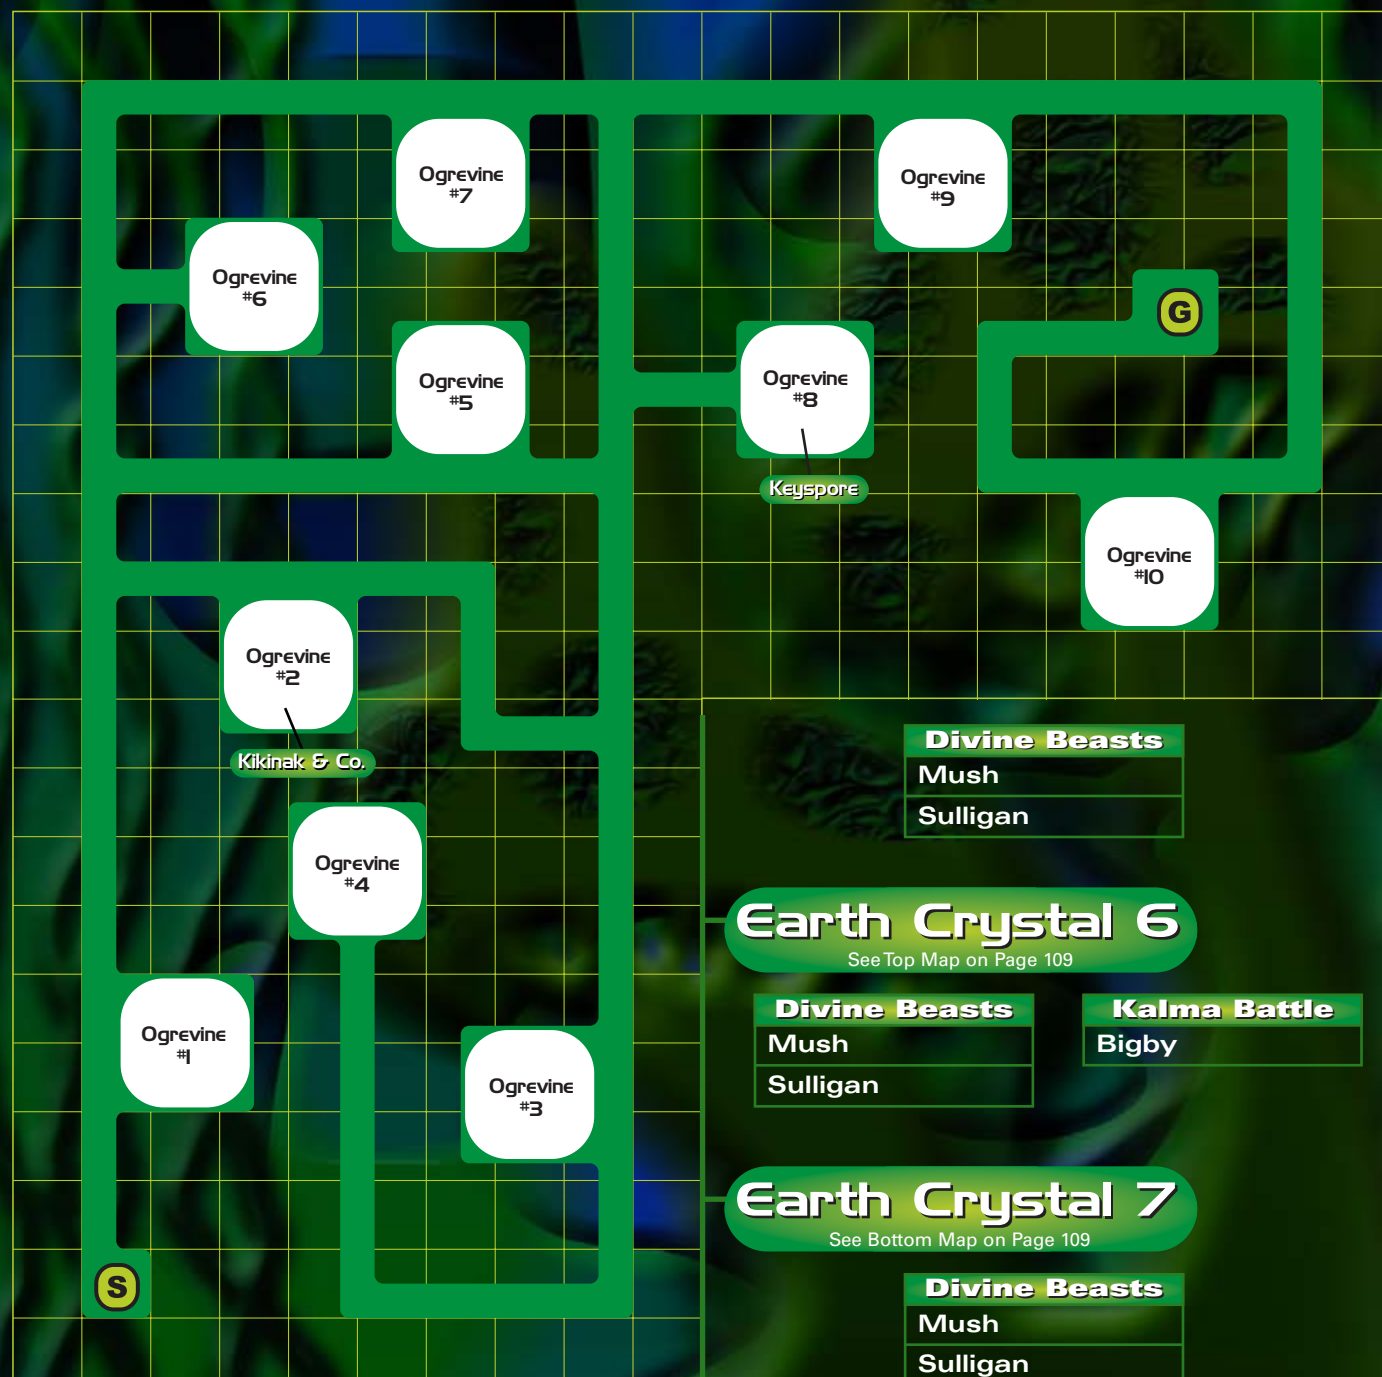 Ogrevine
#7
Ogrevine
#9
Ogrevine
#6
G
Ogrevine
#5
Ogrevine
#8
Keyspore
Ogrevine
#10
Ogrevine
#2
Kikinak & Co.
Ogrevine
#4
Ogrevine
#1
Ogrevine
#3
S
Divine Beasts
Mush
Sulligan
Earth Crystal 6
See Top Map on Page 109
Divine Beasts
Mush
Sulligan
Kalma Battle
Bigby
Earth Crystal 7
See Bottom Map on Page 109
Divine Beasts
Mush
Sulligan